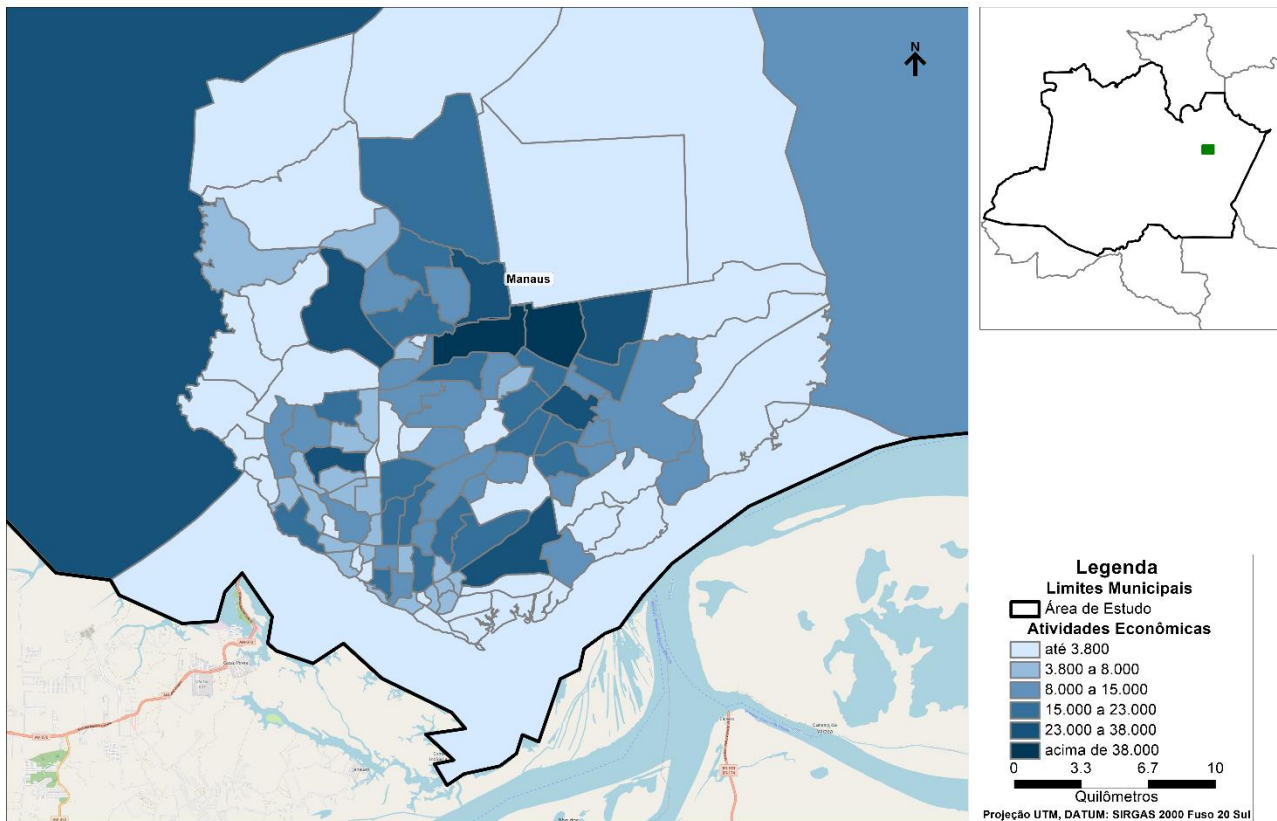 N
Manaus
Legenda
Limites Municipais
Área de Estudo
Atividades Econômicas
até 3.800
3.800 a 8.000
8.000 a 15.000
15.000 a 23.000
23.000 a 38.000
acima de 38.000
0 3.3 6.7 10
Quilômetros
Projeção UTM, DATUM: SIRGAS 2000 Fuso 20 Sul